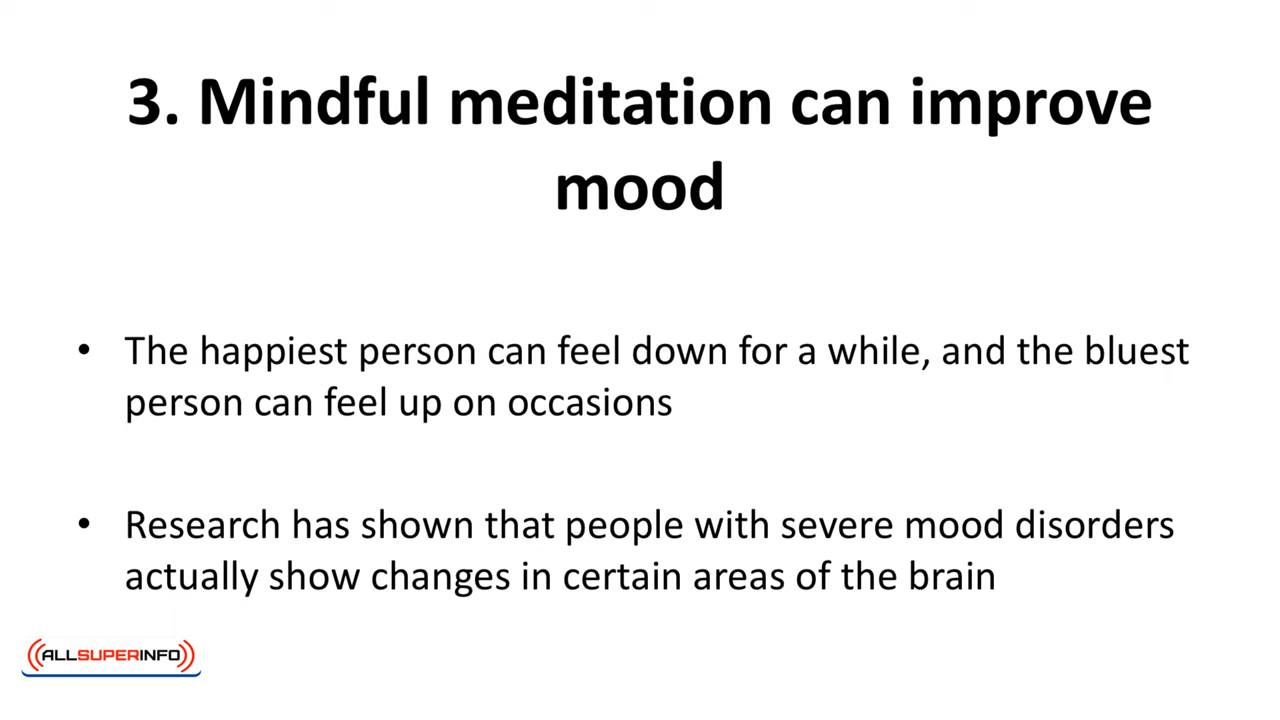 3. Mindful meditation can improve
mood
• The happiest person can feel down for a while, and the bluest
person can feel up on occasions
• Research has shown that people with severe mood disorders
actually show changes in certain areas of the brain
((ALLSUPERINFO))